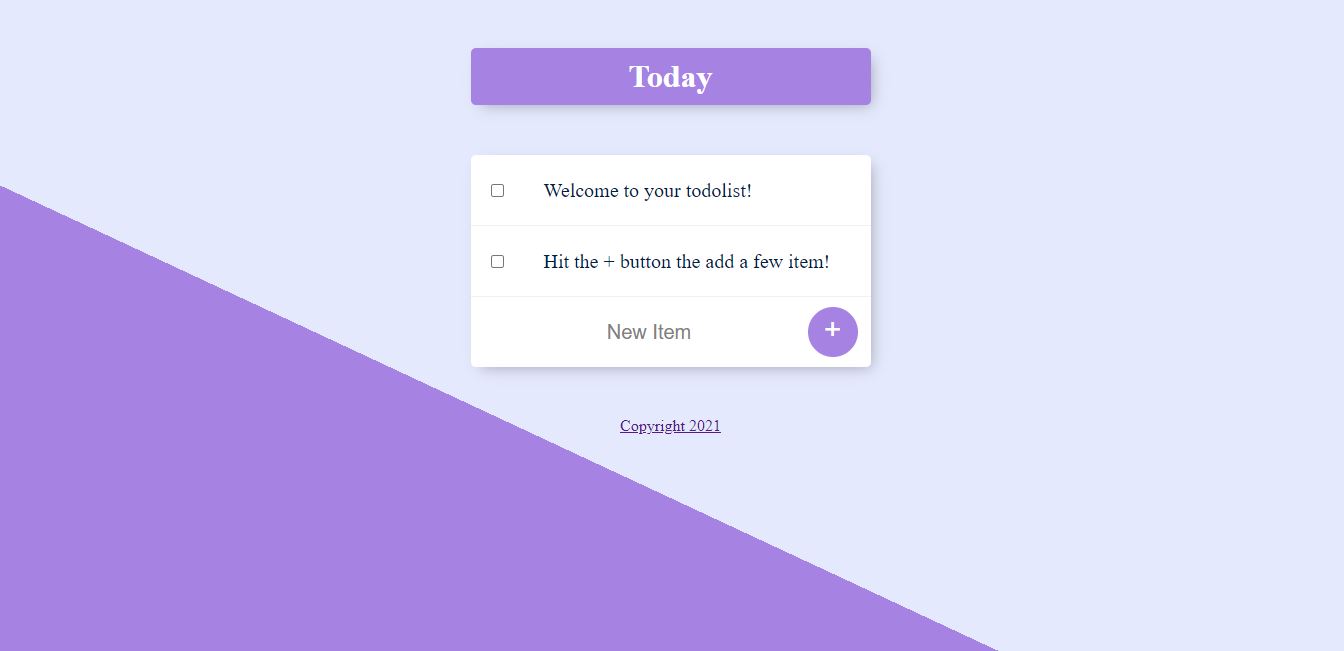 Today
Welcome to your todolist!
Hit the + button the add a few item!
New Item
+
Copyright 2021